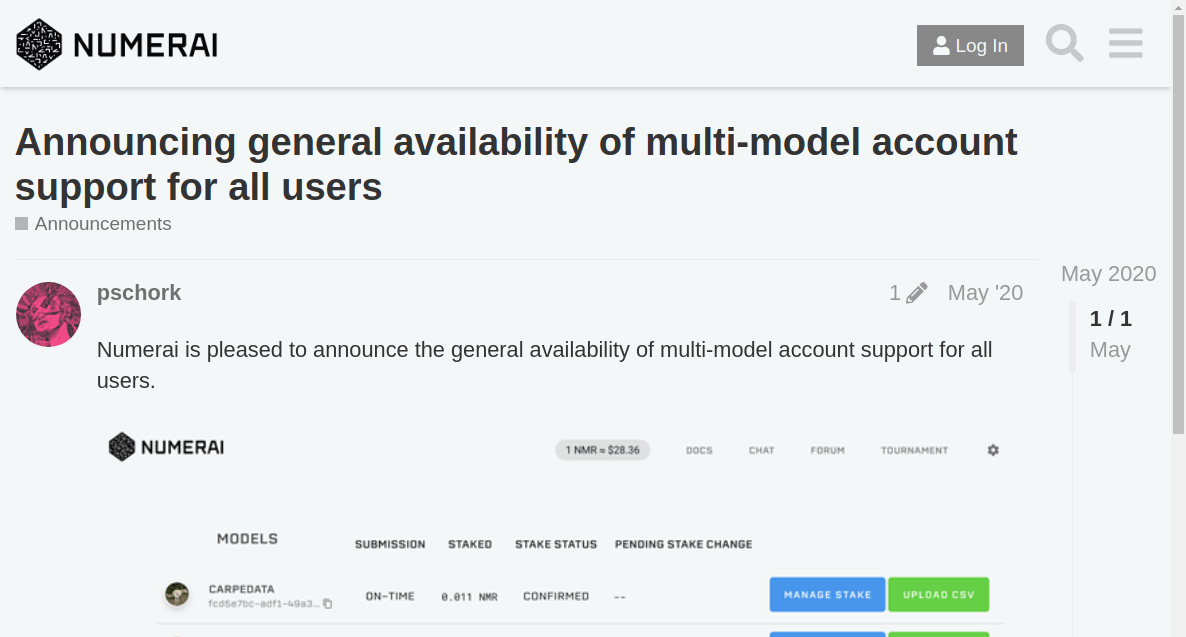 NUMERAI
Log In
Announcing general availability of multi-model account
support for all users
Announcements
May 2020
pschork
1
May '20
1 / 1
May
Numerai is pleased to announce the general availability of multi-model account support for all
users.
NUMERAI
1 NMR = $28.36
DOCS
CHAT
FORUM
TOURNAMENT
MODELS
SUBMISSION
STAKED
STAKE STATUS
PENDING STAKE CHANGE
CARPEDATA
fcd5e7bc-adf1-49a3...
ON-TIME
0.011 NMR
CONFIRMED
--
MANAGE STAKE
UPLOAD CSV